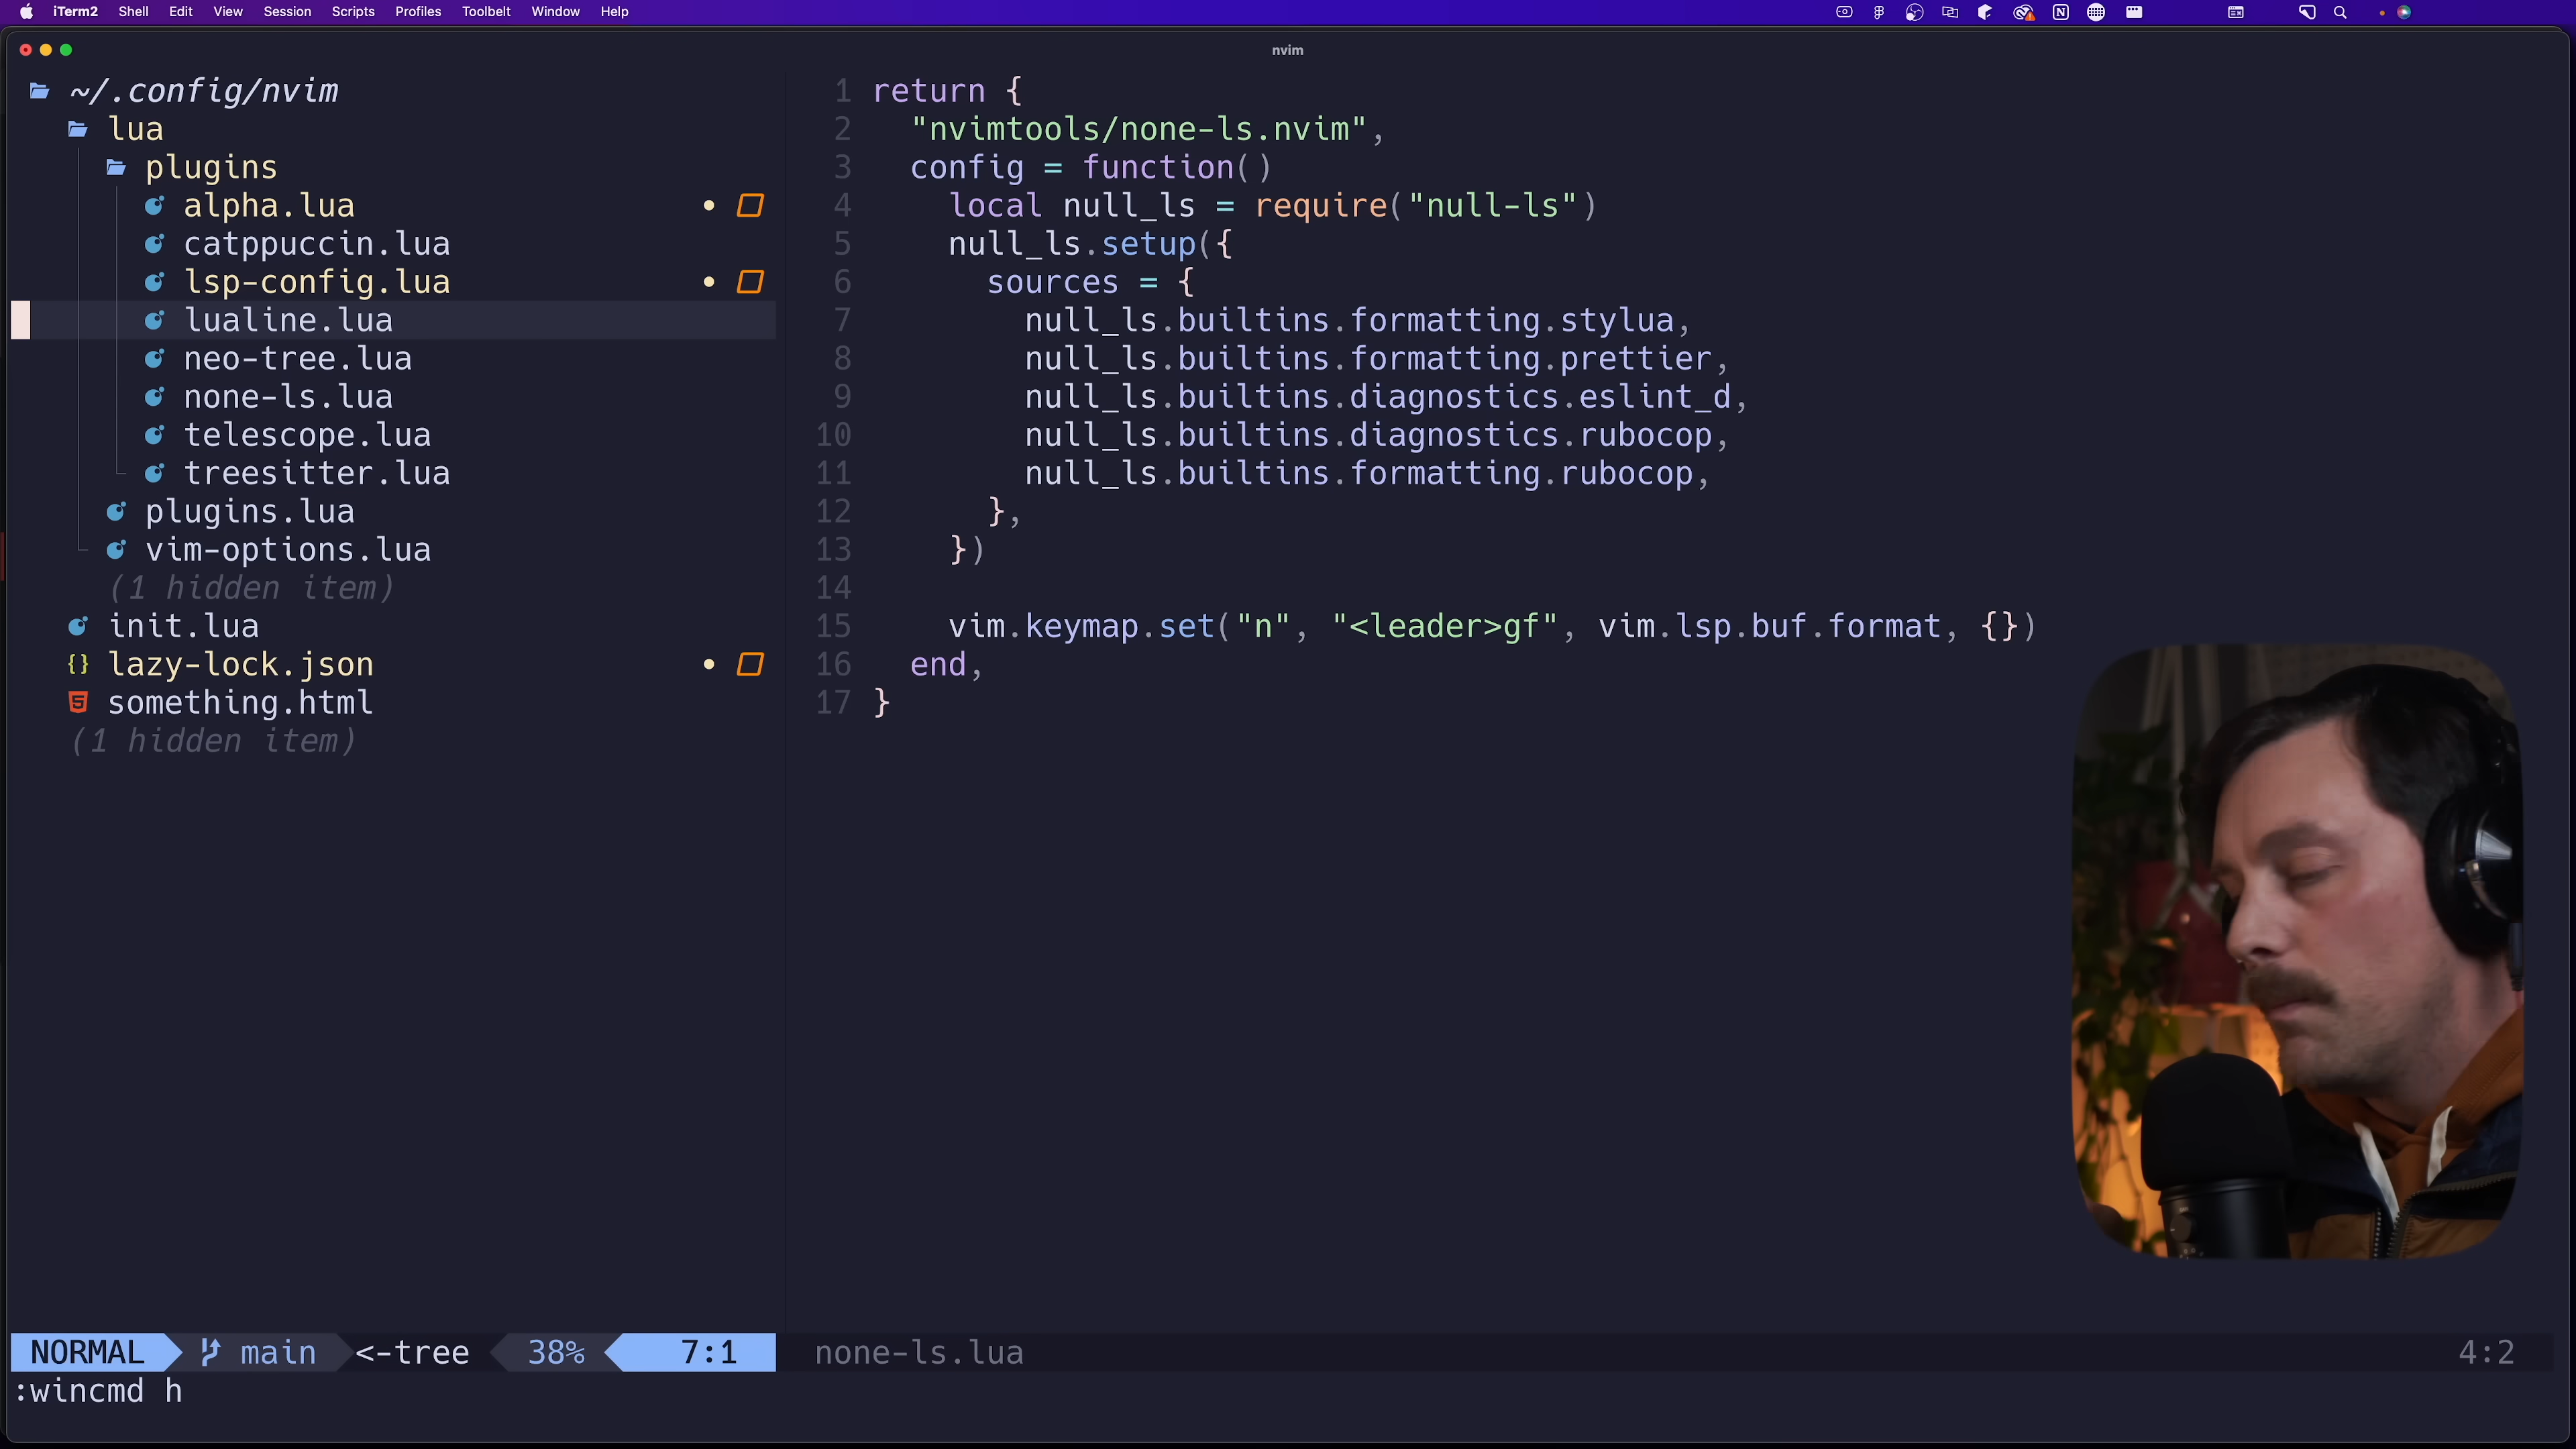 iTerm2 Shell Edit View Session Scripts Profiles Toolbelt Window Help
nvim
~/.config/nvim
lua
plugins
alpha.lua
catppuccin.lua
lsp-config.lua
lualine.lua
neo-tree.lua
none-ls.lua
telescope.lua
treesitter.lua
plugins.lua
vim-options.lua
(1 hidden item)
init.lua
{} lazy-lock.json
something.html
(1 hidden item)
1 return {
2 "nvimtools/none-ls.nvim",
3 config = function()
4 local null_ls = require("null-ls")
5 null_ls.setup({
6 sources = {
7 null_ls.builtins.formatting.stylua,
8 null_ls.builtins.formatting.prettier,
9 null_ls.builtins.diagnostics.eslint_d,
10 null_ls.builtins.diagnostics.rubocop,
11 null_ls.builtins.formatting.rubocop,
12 },
13 })
14
15 vim.keymap.set("n", "<leader>gf", vim.lsp.buf.format, {})
16 end,
17 }
NORMAL main <-tree 38% 7:1 none-ls.lua 4:2
:wincmd h